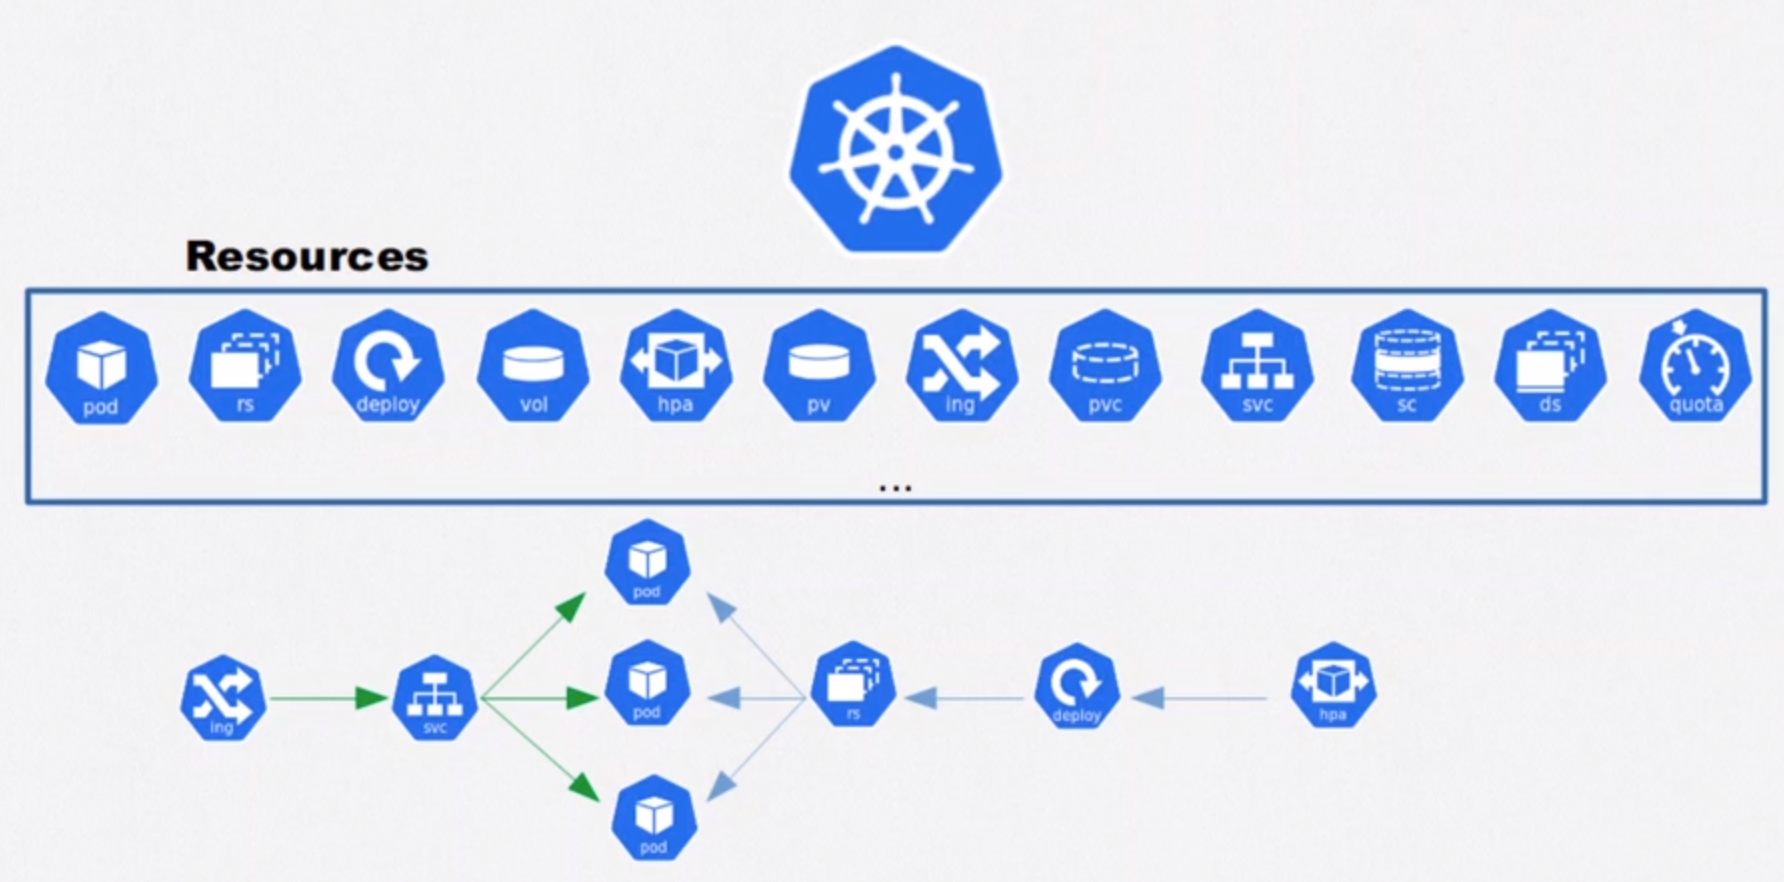 Resources
pod rs deploy vol hpa pv ing pvc svc sc ds quota
...
pod
ing svc pod rs deploy hpa
pod